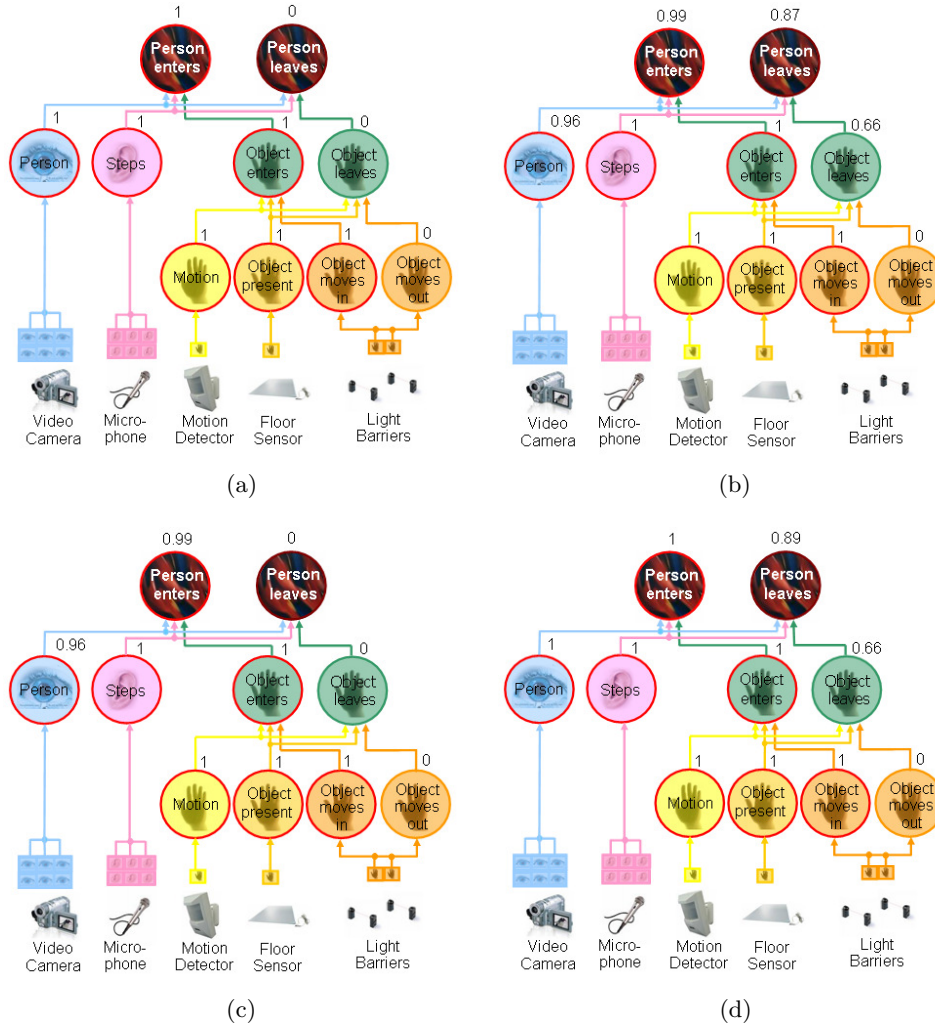 1
0
Person
enters
Person
leaves
1
1
1
0
Person
Steps
Object
enters
Object
leaves
1
1
1
0
Motion
Object
present
Object
moves
in
Object
moves
out
Video
Camera
Micro-
phone
Motion
Detector
Floor
Sensor
Light
Barriers
(a)
0.99
0.87
Person
enters
Person
leaves
0.96
1
1
0.66
Person
Steps
Object
enters
Object
leaves
1
1
1
0
Motion
Object
present
Object
moves
in
Object
moves
out
Video
Camera
Micro-
phone
Motion
Detector
Floor
Sensor
Light
Barriers
(b)
0.99
0
Person
enters
Person
leaves
0.96
1
1
0
Person
Steps
Object
enters
Object
leaves
1
1
1
0
Motion
Object
present
Object
moves
in
Object
moves
out
Video
Camera
Micro-
phone
Motion
Detector
Floor
Sensor
Light
Barriers
(c)
1
0.89
Person
enters
Person
leaves
1
1
1
0.66
Person
Steps
Object
enters
Object
leaves
1
1
1
0
Motion
Object
present
Object
moves
in
Object
moves
out
Video
Camera
Micro-
phone
Motion
Detector
Floor
Sensor
Light
Barriers
(d)